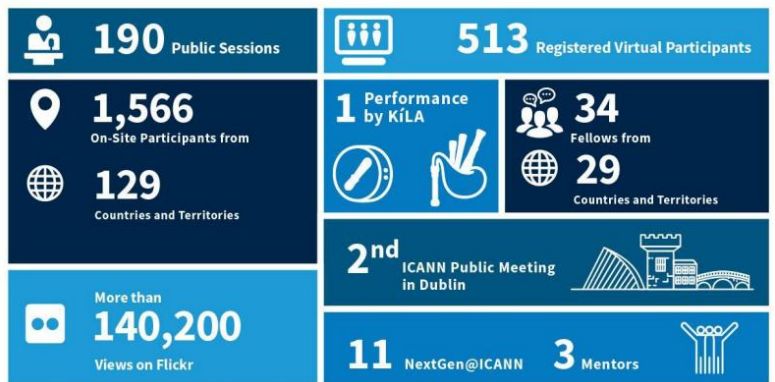 190 Public Sessions
513 Registered Virtual Participants
1,566
On-Site Participants from
129
Countries and Territories
1 Performance
by KíLA
34
Fellows from
29
Countries and Territories
2nd
ICANN Public Meeting
in Dublin
More than
140,200
Views on Flickr
11 NextGen@ICANN 3 Mentors